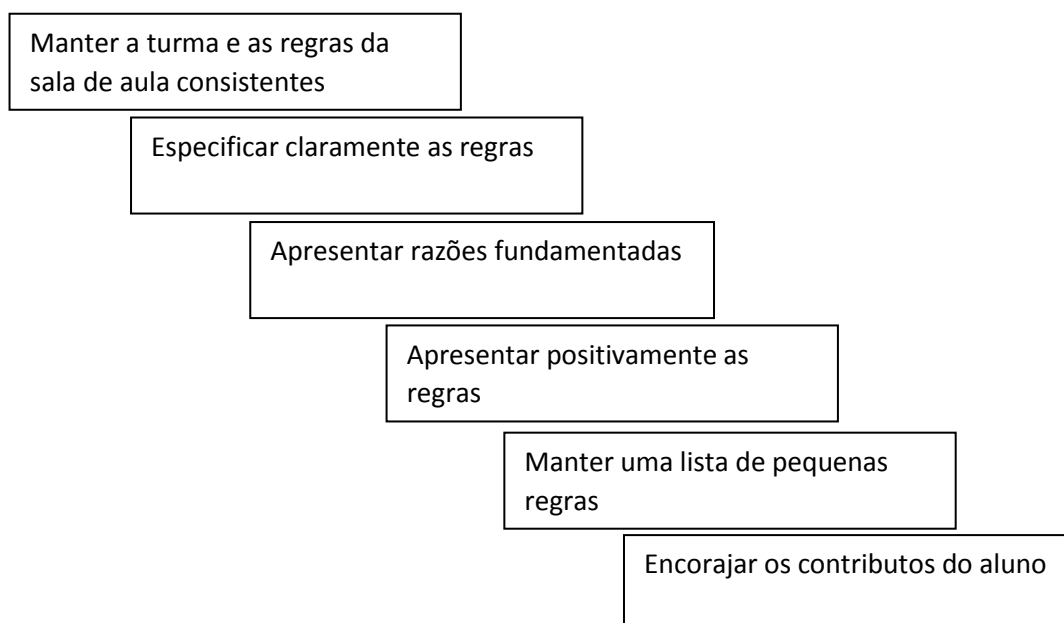 Manter a turma e as regras da
sala de aula consistentes
Especificar claramente as regras
Apresentar razões fundamentadas
Apresentar positivamente as
regras
Manter uma lista de pequenas
regras
Encorajar os contributos do aluno